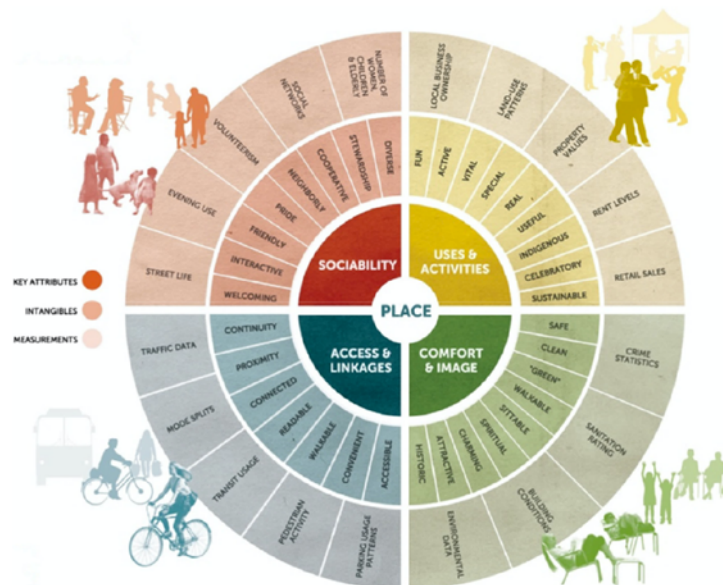 NUMBER OF
WOMEN,
CHILDREN
& ELDERLY
SOCIAL
NETWORKS
VOLUNTEERISM
EVENING USE
STREET LIFE
DIVERSE
STEWARDSHIP
COOPERATIVE
NEIGHBORLY
PRIDE
FRIENDLY
INTERACTIVE
WELCOMING
SOCIABILITY
LOCAL BUSINESS
OWNERSHIP
LAND-USE
PATTERNS
PROPERTY
VALUES
RENT LEVELS
RETAIL SALES
FUN
ACTIVE
VITAL
SPECIAL
REAL
USEFUL
INDIGENOUS
CELEBRATORY
SUSTAINABLE
USES &
ACTIVITIES
KEY ATTRIBUTES
INTANGIBLES
MEASUREMENTS
PLACE
ACCESS &
LINKAGES
CONTINUITY
PROXIMITY
CONNECTED
READABLE
WALKABLE
CONVENIENT
ACCESSIBLE
TRAFFIC DATA
MODE SPLITS
TRANSIT USAGE
PEDESTRIAN
ACTIVITY
PARKING USAGE
PATTERNS
COMFORT
& IMAGE
SAFE
CLEAN
"GREEN"
WALKABLE
SITTABLE
SPIRITUAL
CHARMING
ATTRACTIVE
HISTORIC
CRIME
STATISTICS
SANITATION
RATING
BUILDING
CONDITIONS
ENVIRONMENTAL
DATA